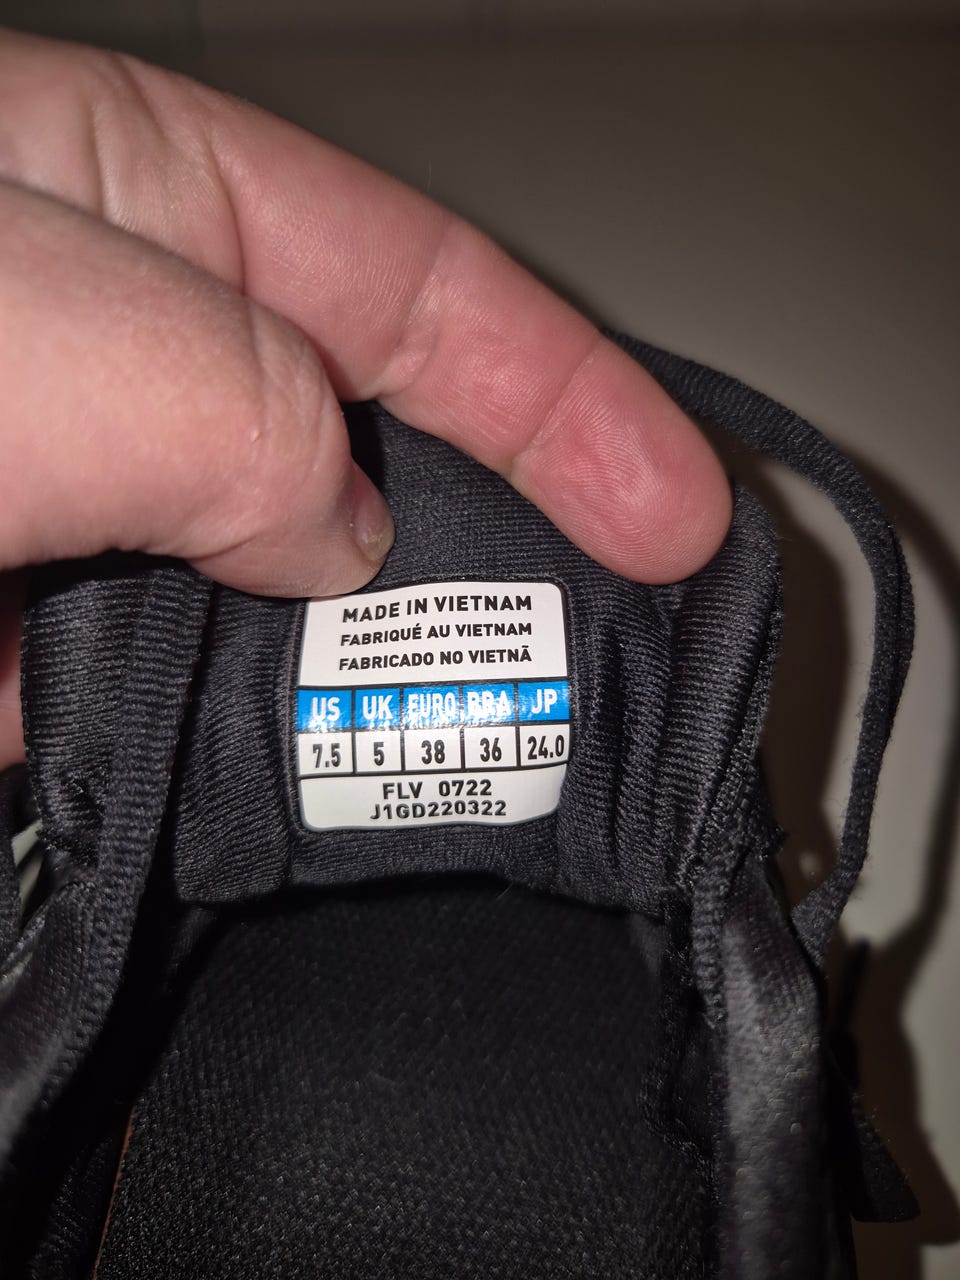 MADE IN VIETNAM
FABRIQUÉ AU VIETNAM
FABRICADO NO VIETNÃ
US UK EURO BRA JP
7.5 5 38 36 24.0
FLV 0722
J1GD220322